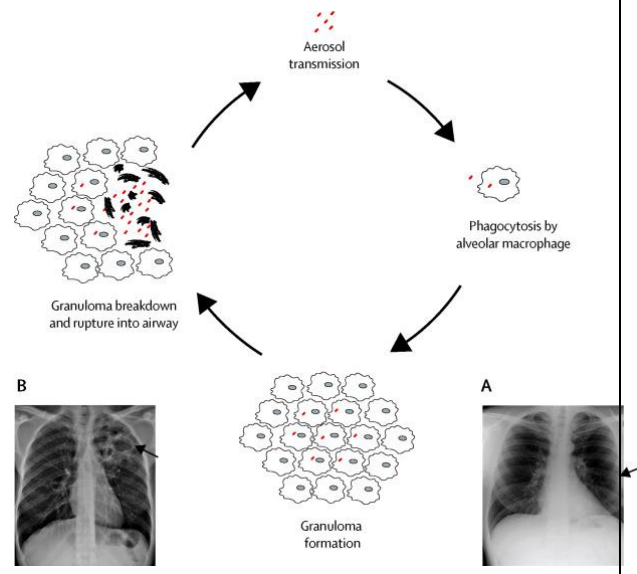 Aerosol
transmission
Phagocytosis by
alveolar macrophage
Granuloma breakdown
and rupture into airway
B
A
Granuloma
formation